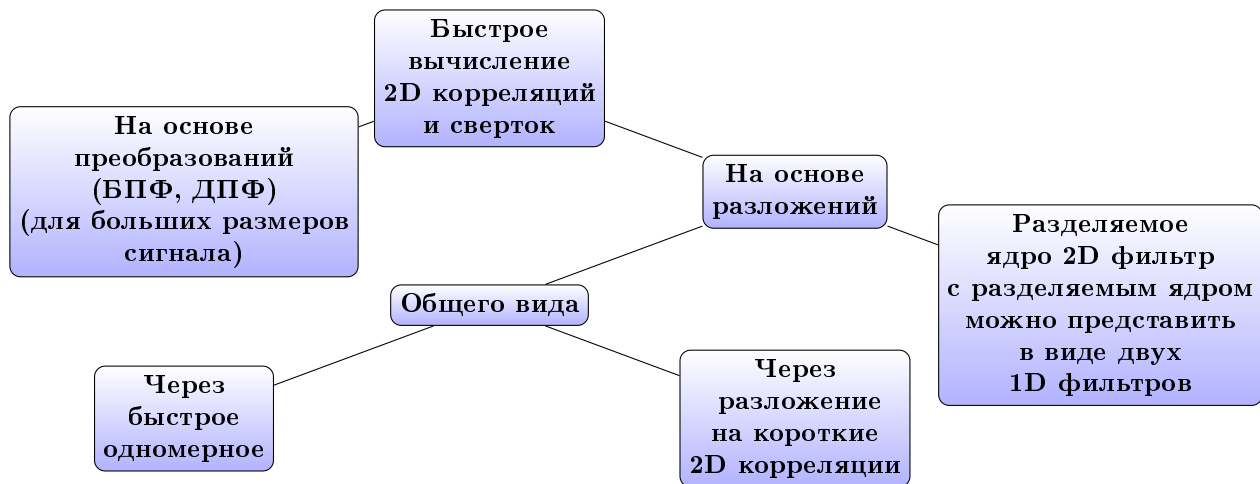 Быстрое
вычисление
2D корреляций
и сверток
На основе
преобразований
(БПФ, ДПФ)
(для больших размеров
сигнала)
На основе
разложений
Разделяемое
ядро 2D фильтр
с разделяемым ядром
можно представить
в виде двух
1D фильтров
Общего вида
Через
быстрое
одномерное
Через
разложение
на короткие
2D корреляции